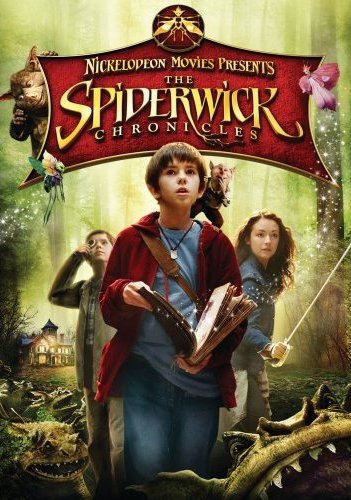 NICKELODEON MOVIES PRESENTS
THE
SPIDERWICK
CHRONICLES